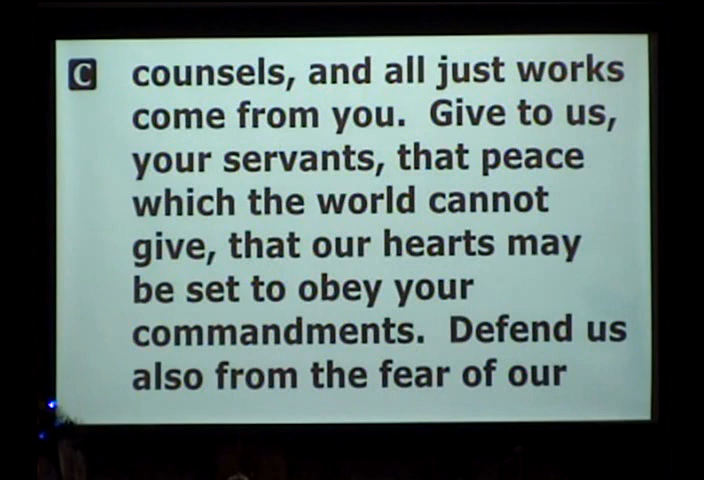 C counsels, and all just works
come from you. Give to us,
your servants, that peace
which the world cannot
give, that our hearts may
be set to obey your
commandments. Defend us
also from the fear of our